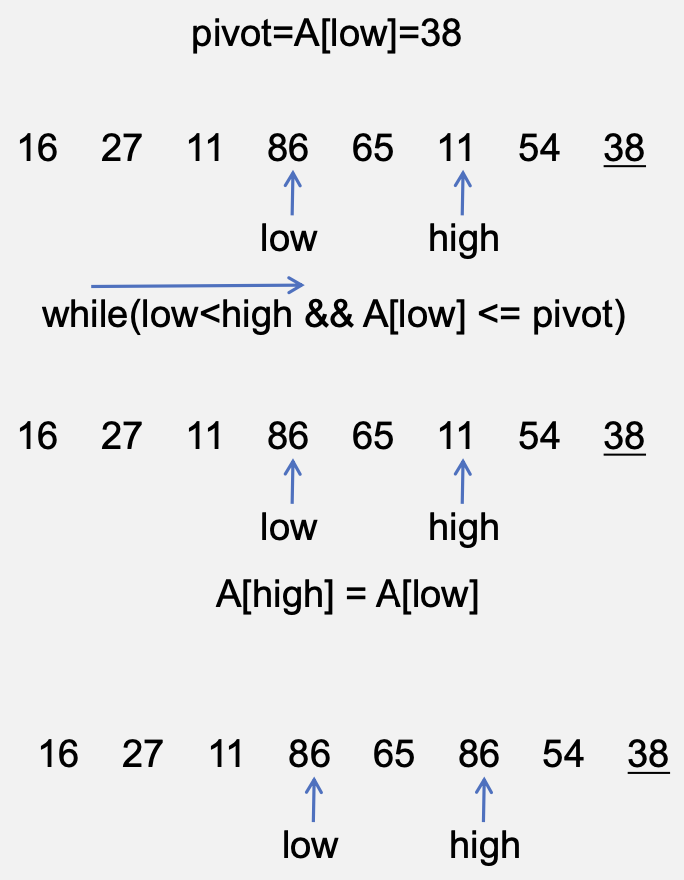 pivot=A[low]=38
16 27 11 86 65 11 54 38
low high
while(low<high && A[low] <= pivot)
16 27 11 86 65 11 54 38
low high
A[high] = A[low]
16 27 11 86 65 86 54 38
low high